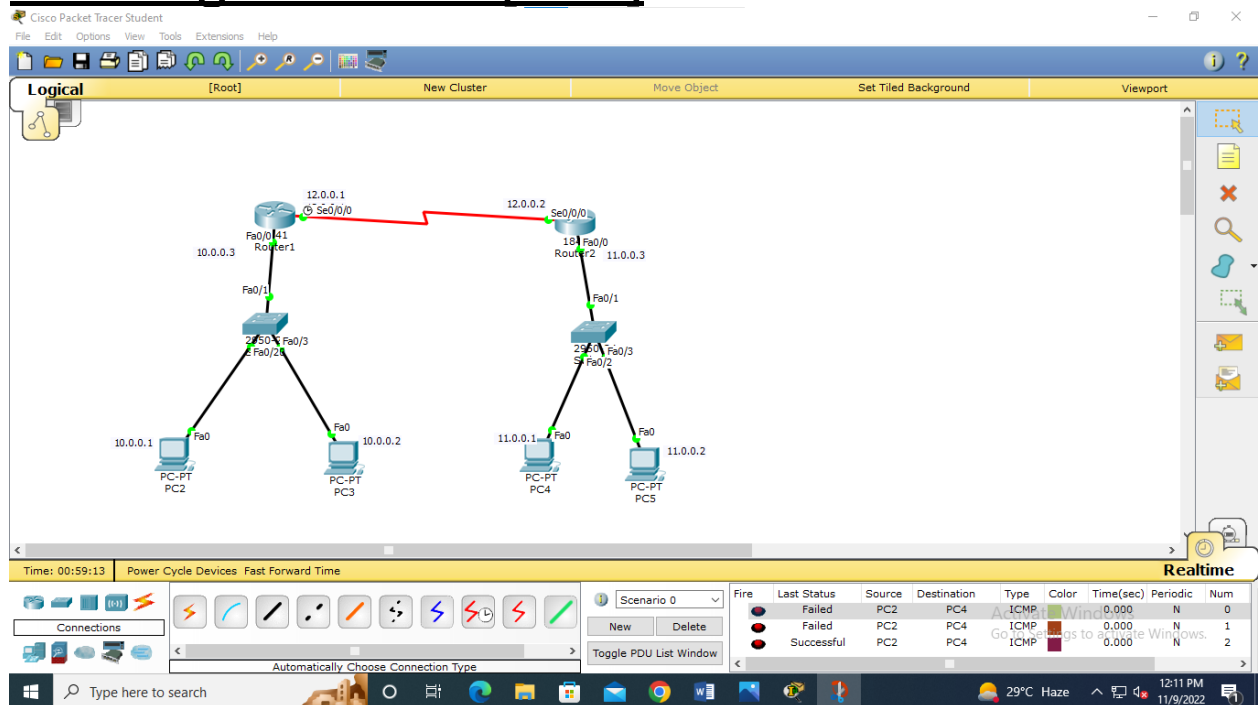 Cisco Packet Tracer Student
File Edit Options View Tools Extensions Help
Logical [Root] New Cluster Move Object Set Tiled Background Viewport
12.0.0.1
Se0/0/0
12.0.0.2
Se0/0/0
Fa0/0 41
Router1
10.0.0.3
184 Fa0/0
Router2
11.0.0.3
Fa0/1
Fa0/1
Fa0/3
Fa0/20
Fa0/3
Fa0/2
10.0.0.1
Fa0
PC-PT
PC2
Fa0
10.0.0.2
PC-PT
PC3
11.0.0.1
Fa0
PC-PT
PC4
Fa0
11.0.0.2
PC-PT
PC5
Time: 00:59:13 Power Cycle Devices Fast Forward Time Realtime
Connections
Automatically Choose Connection Type
Scenario 0
New Delete
Toggle PDU List Window
Fire Last Status Source Destination Type Color Time(sec) Periodic Num
Failed PC2 PC4 ICMP 0.000 N 0
Failed PC2 PC4 ICMP 0.000 N 1
Successful PC2 PC4 ICMP 0.000 N 2
Activate Windows
Go to Settings to activate Windows.
Type here to search
29°C Haze
12:11 PM
11/9/2022